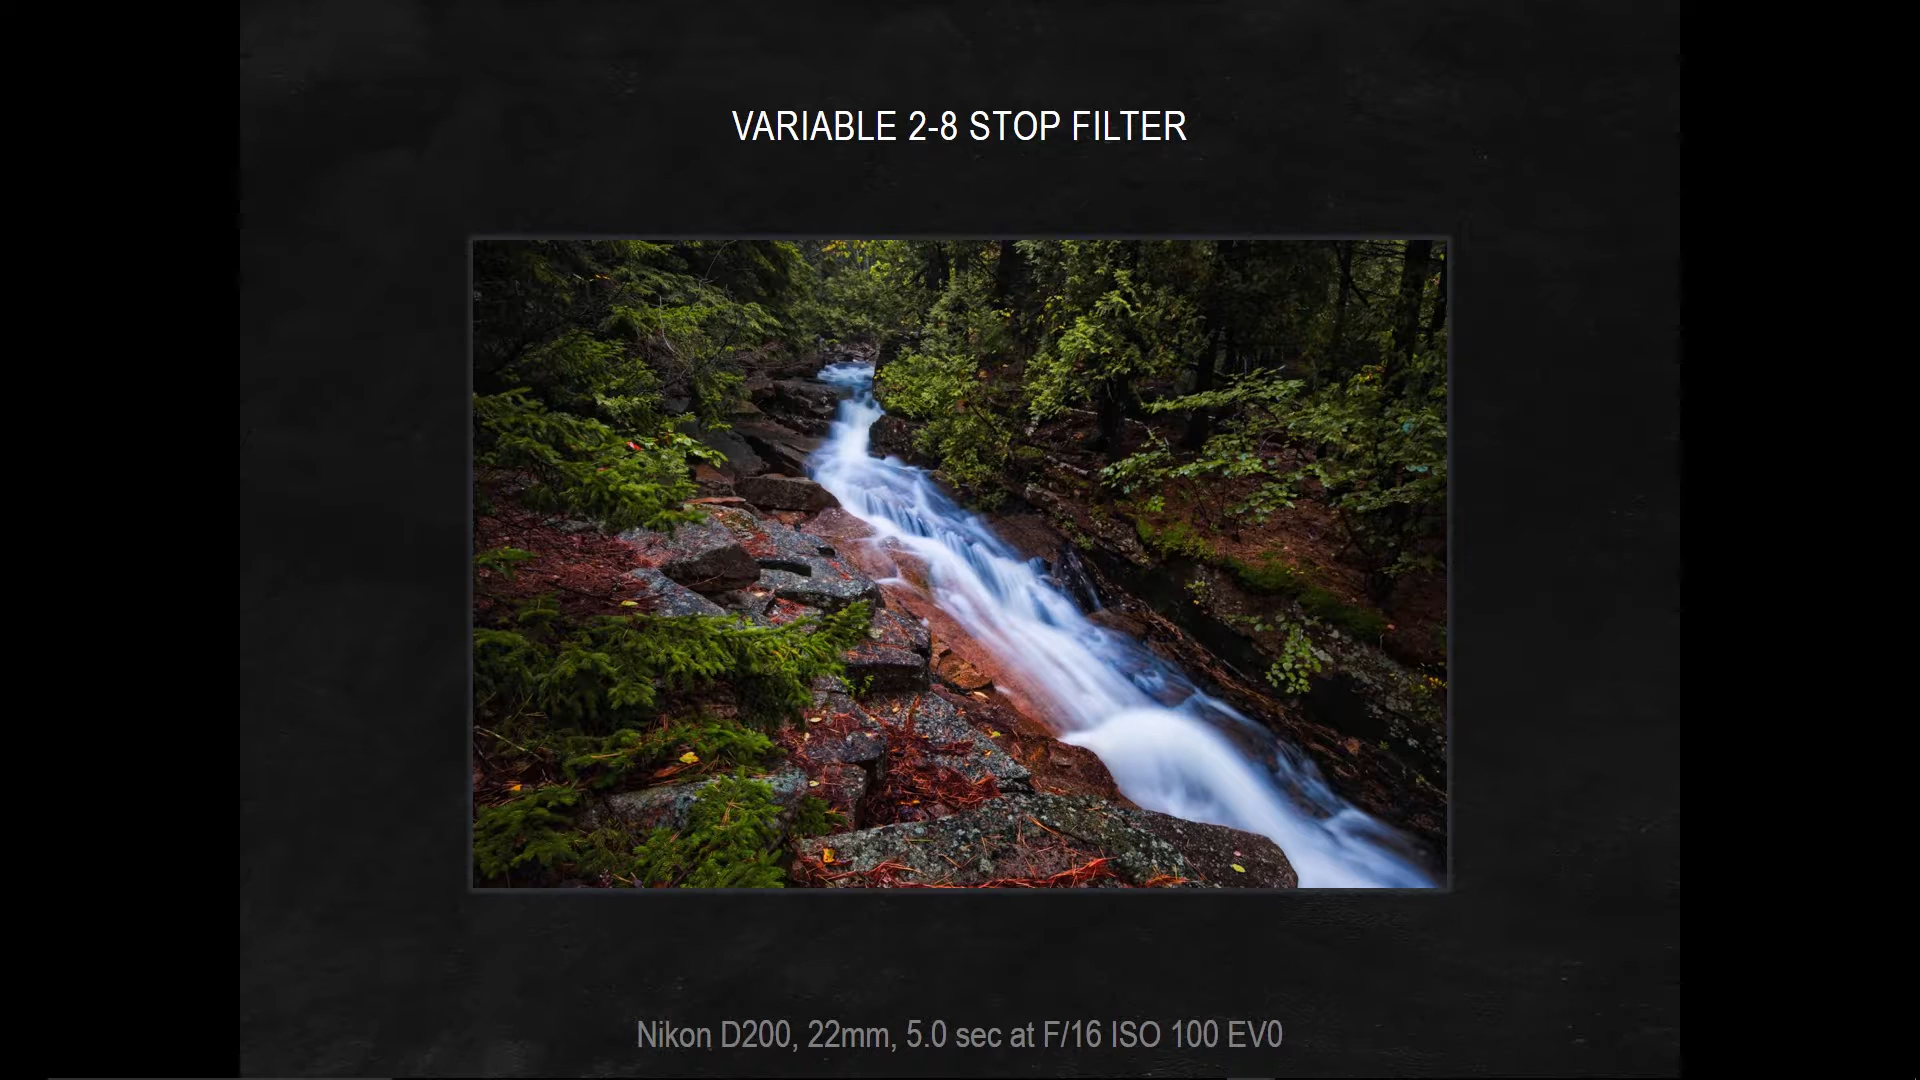 VARIABLE 2-8 STOP FILTER
Nikon D200, 22mm, 5.0 sec at F/16 ISO 100 EV0